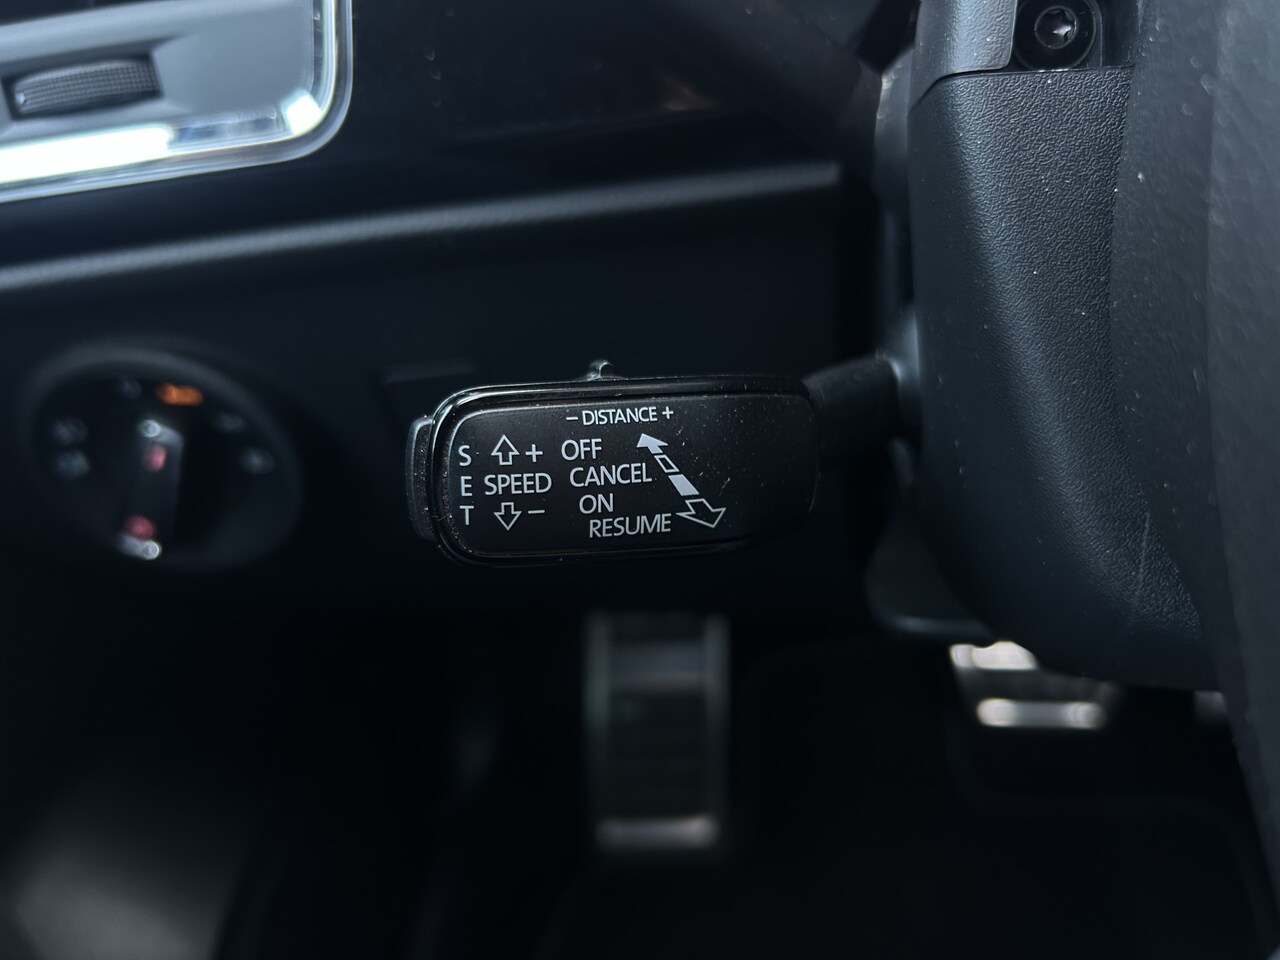 − DISTANCE +
S + OFF
E SPEED CANCEL
T − ON
RESUME